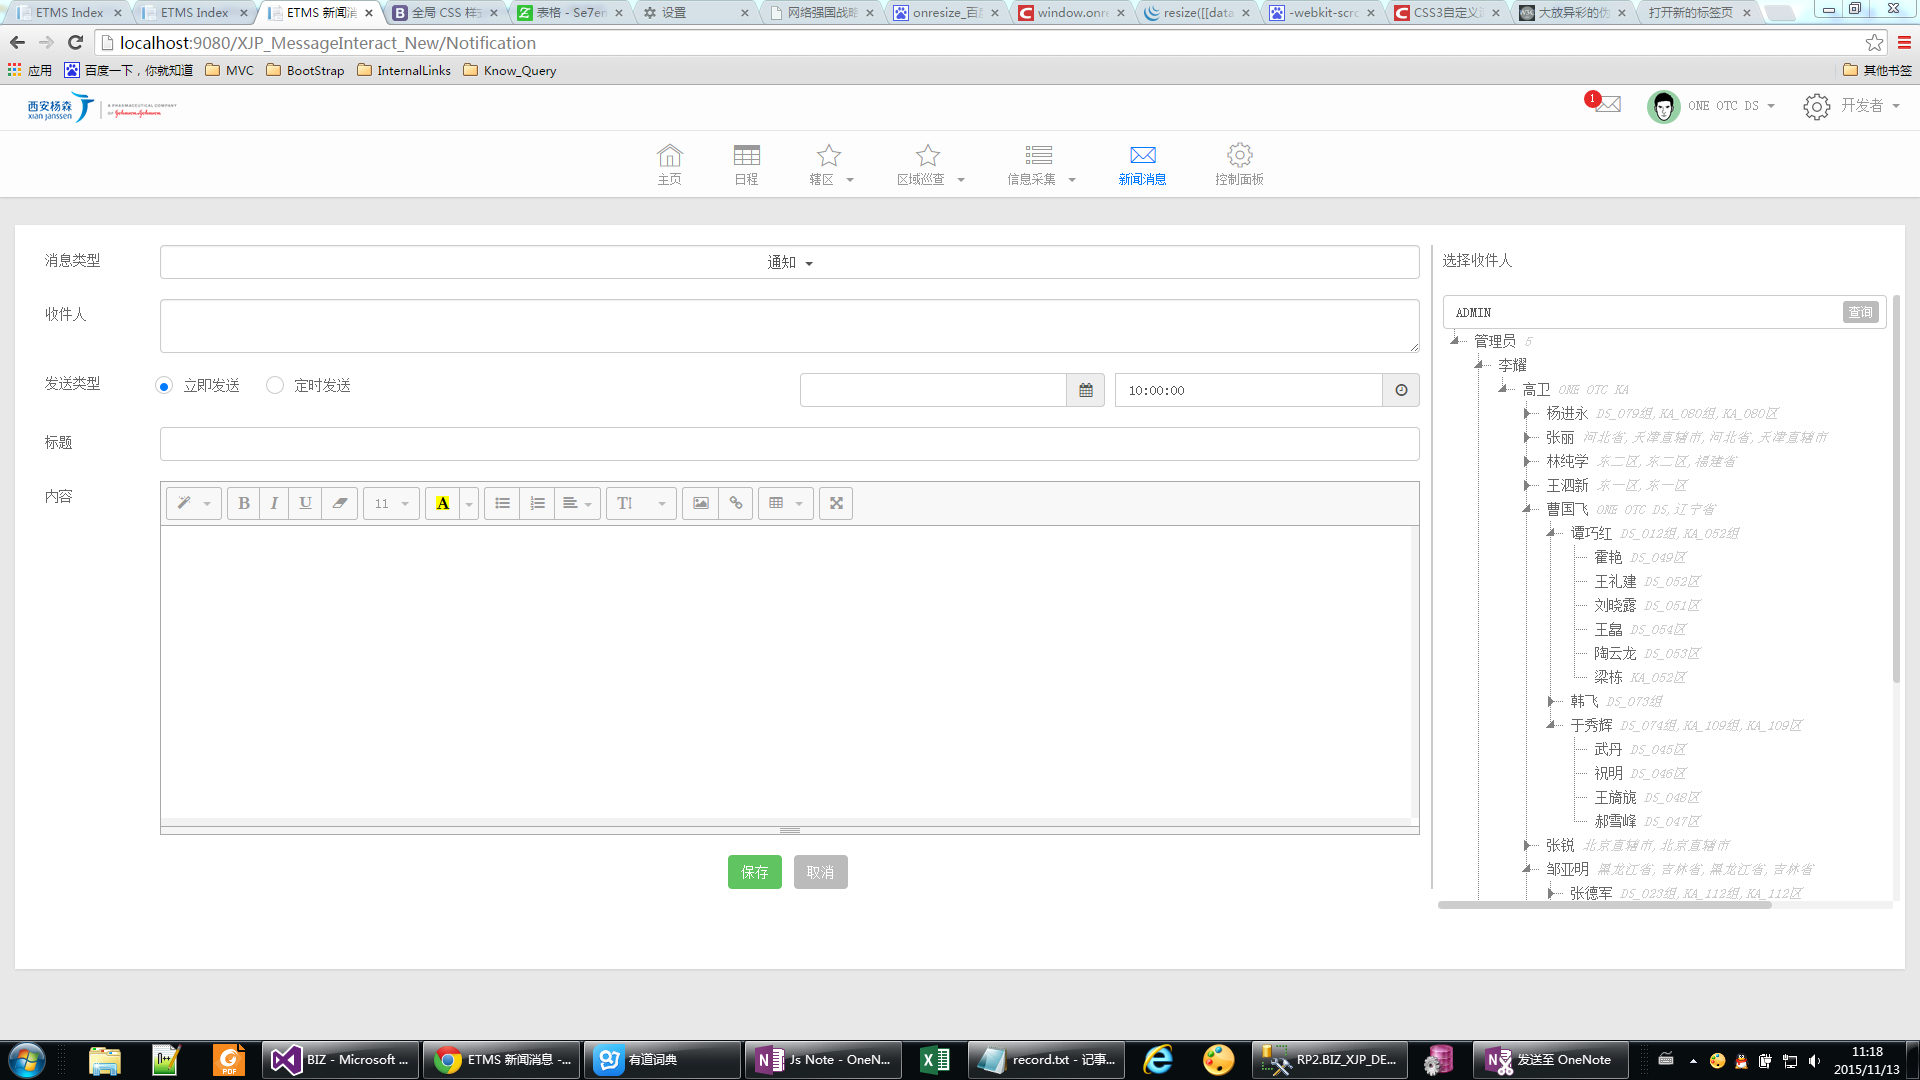 ETMS Index
ETMS Index
ETMS 新闻消
全局 CSS 样式
表格 - Se7en
设置
网络强国战略
onresize_百度
window.onre
resize([[data
-webkit-scro
CSS3自定义
大放异彩的伪
打开新的标签页
localhost:9080/XJP_MessageInteract_New/Notification
应用
百度一下，你就知道
MVC
BootStrap
InternalLinks
Know_Query
其他书签
西安杨森
xian janssen
A PHARMACEUTICAL COMPANY
OF Johnson & Johnson
1
ONE OTC DS
开发者
主页
日程
辖区
区域巡查
信息采集
新闻消息
控制面板
消息类型
通知
收件人
发送类型
立即发送
定时发送
10:00:00
标题
内容
B
I
U
11
A
保存
取消
选择收件人
ADMIN
查询
管理员 5
李耀
高卫 ONE OTC KA
杨进永 DS_079组,KA_080组,KA_080区
张丽 河北省,天津直辖市,河北省,天津直辖市
林纯学 东二区,东二区,福建省
王泗新 东一区,东一区
曹国飞 ONE OTC DS,辽宁省
谭巧红 DS_012组,KA_052组
霍艳 DS_049区
王礼建 DS_052区
刘晓露 DS_051区
王晶 DS_054区
陶云龙 DS_053区
梁栋 KA_052区
韩飞 DS_073组
于秀辉 DS_074组,KA_109组,KA_109区
武丹 DS_045区
祝明 DS_046区
王旖旎 DS_048区
郝雪峰 DS_047区
张锐 北京直辖市,北京直辖市
邹亚明 黑龙江省,吉林省,黑龙江省,吉林省
张德军 DS_023组,KA_112组,KA_112区
BIZ - Microsoft ...
ETMS 新闻消息 -...
有道词典
Js Note - OneN...
record.txt - 记事...
RP2.BIZ_XJP_DE...
发送至 OneNote
11:18
2015/11/13